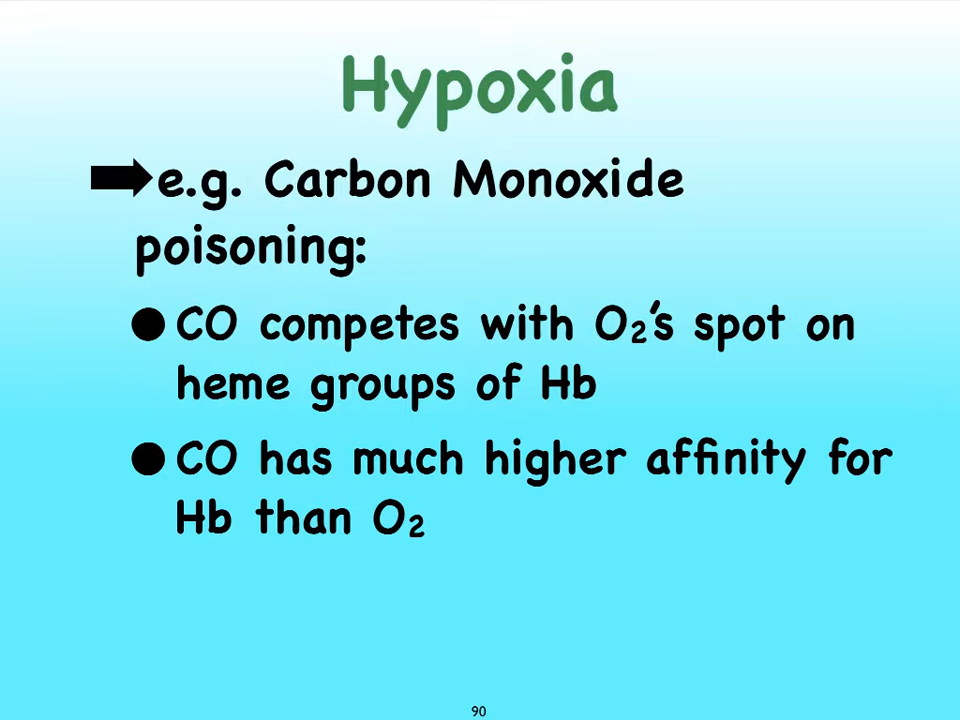 Hypoxia
➡e.g. Carbon Monoxide
poisoning:
● CO competes with O₂’s spot on
heme groups of Hb
● CO has much higher affinity for
Hb than O₂
90